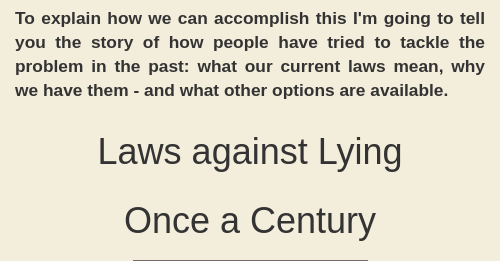 To explain how we can accomplish this I'm going to tell
you the story of how people have tried to tackle the
problem in the past: what our current laws mean, why
we have them - and what other options are available.
Laws against Lying
Once a Century